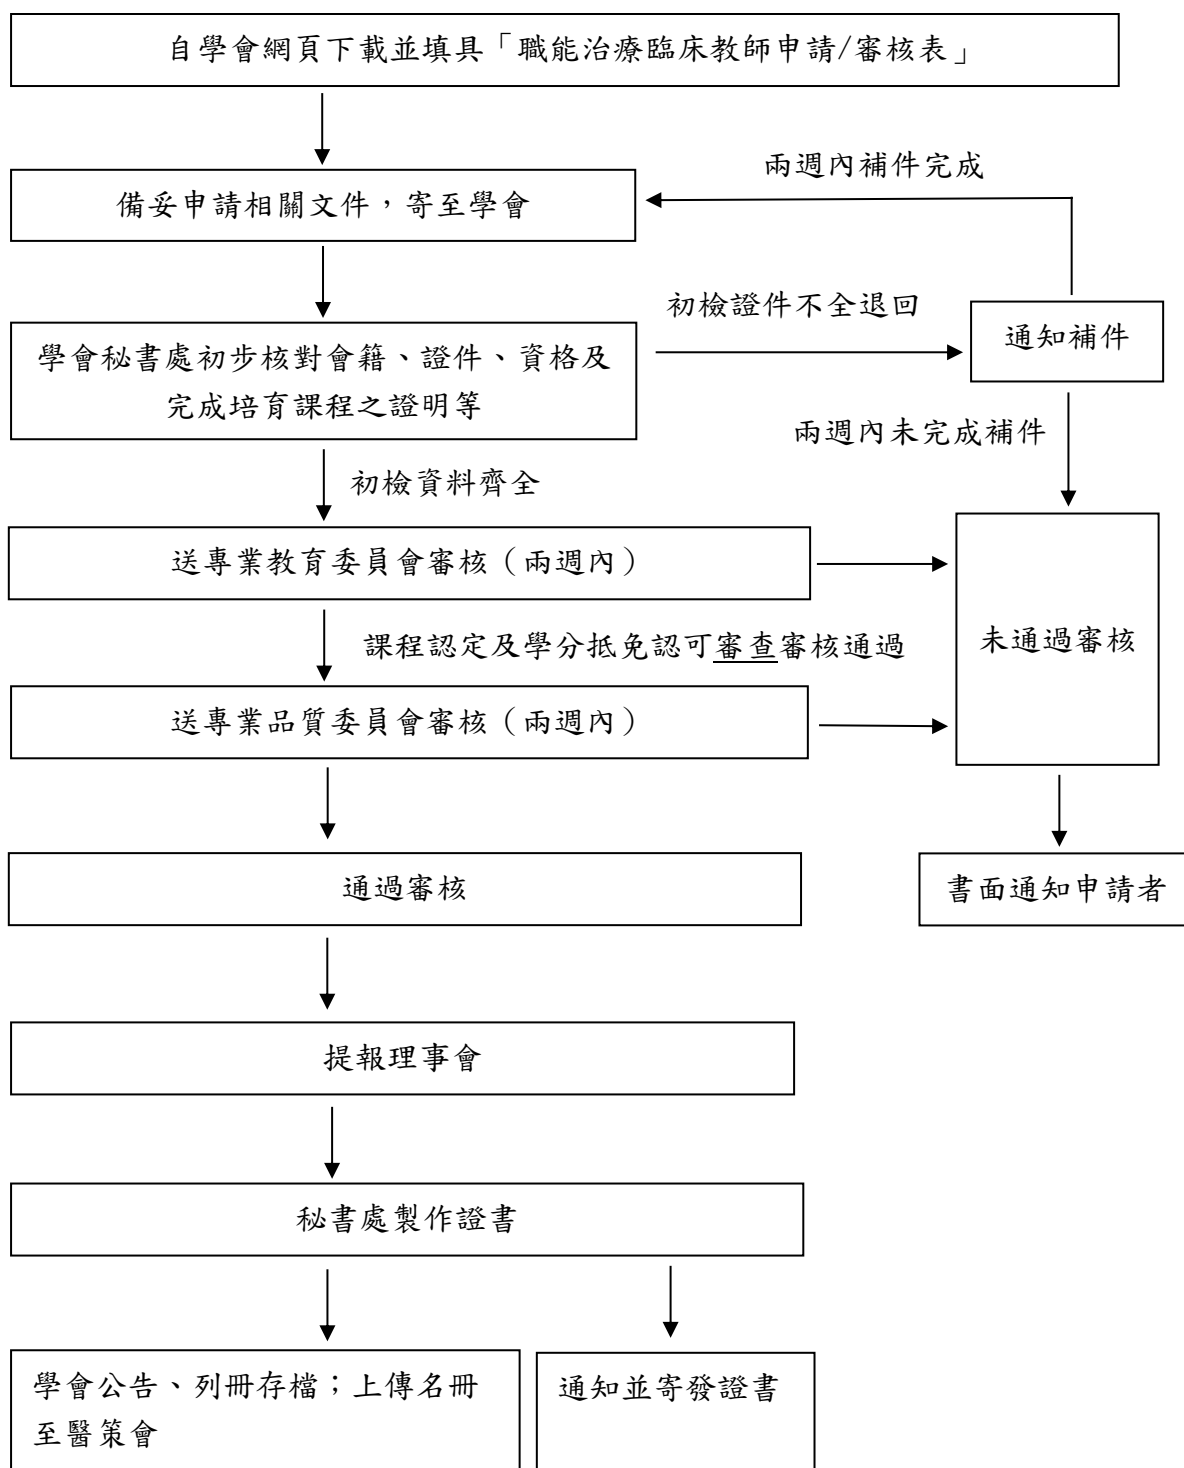 自學會網頁下載並填具「職能治療臨床教師申請/審核表」
兩週內補件完成
備妥申請相關文件，寄至學會
初檢證件不全退回
通知補件
學會秘書處初步核對會籍、證件、資格及
完成培育課程之證明等
兩週內未完成補件
初檢資料齊全
送專業教育委員會審核（兩週內）
未通過審核
課程認定及學分抵免認可審查審核通過
送專業品質委員會審核（兩週內）
通過審核
書面通知申請者
提報理事會
秘書處製作證書
學會公告、列冊存檔；上傳名冊
至醫策會
通知並寄發證書